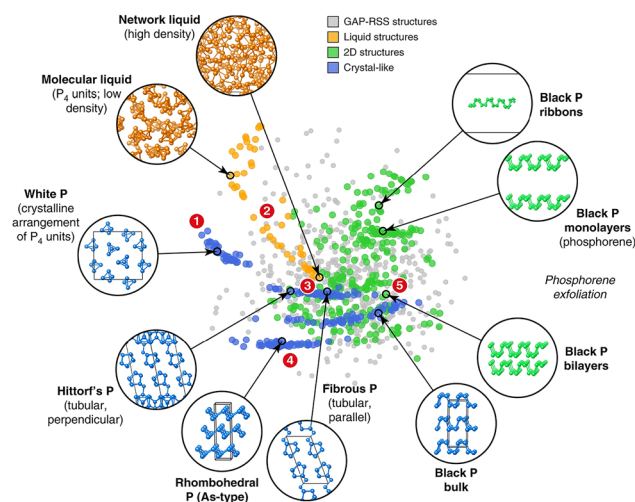 Network liquid
(high density)
GAP-RSS structures
Liquid structures
2D structures
Crystal-like
Molecular liquid
(P4 units; low
density)
Black P
ribbons
White P
(crystalline
arrangement
of P4 units)
1
2
Black P
monolayers
(phosphorene)
Phosphorene
exfoliation
3
5
4
Hittorf's P
(tubular,
perpendicular)
Fibrous P
(tubular,
parallel)
Black P
bilayers
Rhombohedral
P (As-type)
Black P
bulk